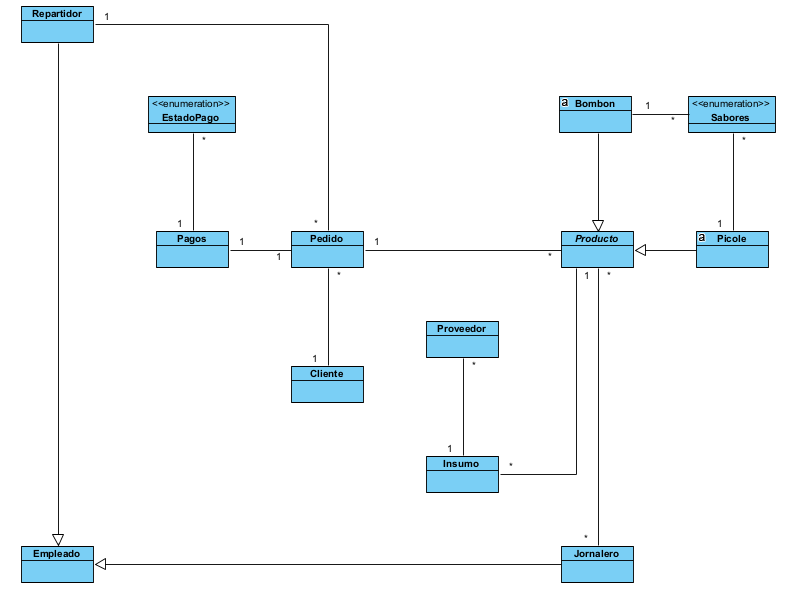 Repartidor
1
<<enumeration>>
EstadoPago
*
a Bombon
1
*
<<enumeration>>
Sabores
*
1
Pagos
1
1
*
Pedido
1
*
*
Producto
1
*
1
a Picole
1
Cliente
Proveedor
*
1
Insumo
*
*
Empleado
Jornalero